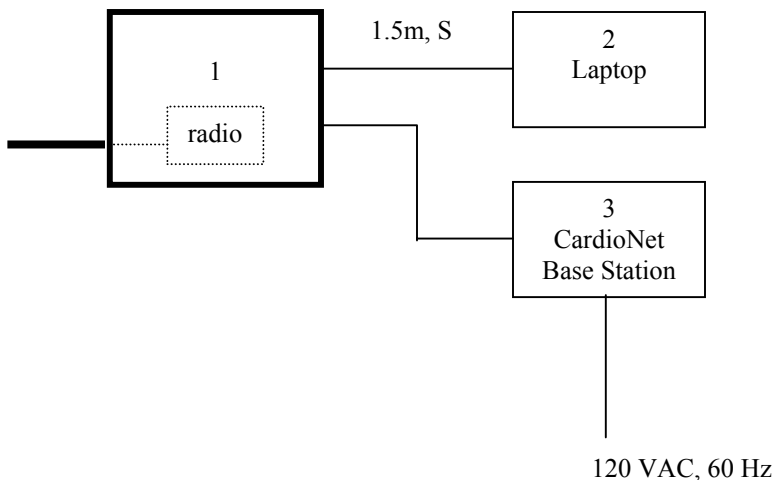 1.5m, S
1
radio
2
Laptop
3
CardioNet
Base Station
120 VAC, 60 Hz